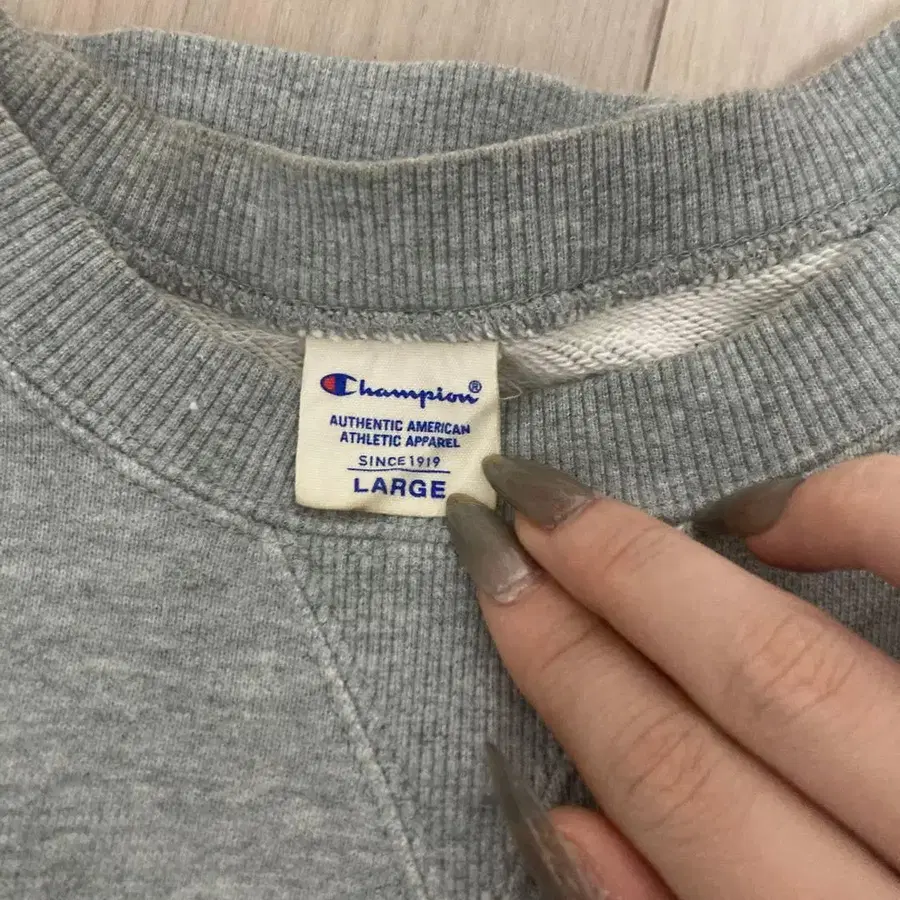 Champion®
AUTHENTIC AMERICAN
ATHLETIC APPAREL
SINCE 1919
LARGE